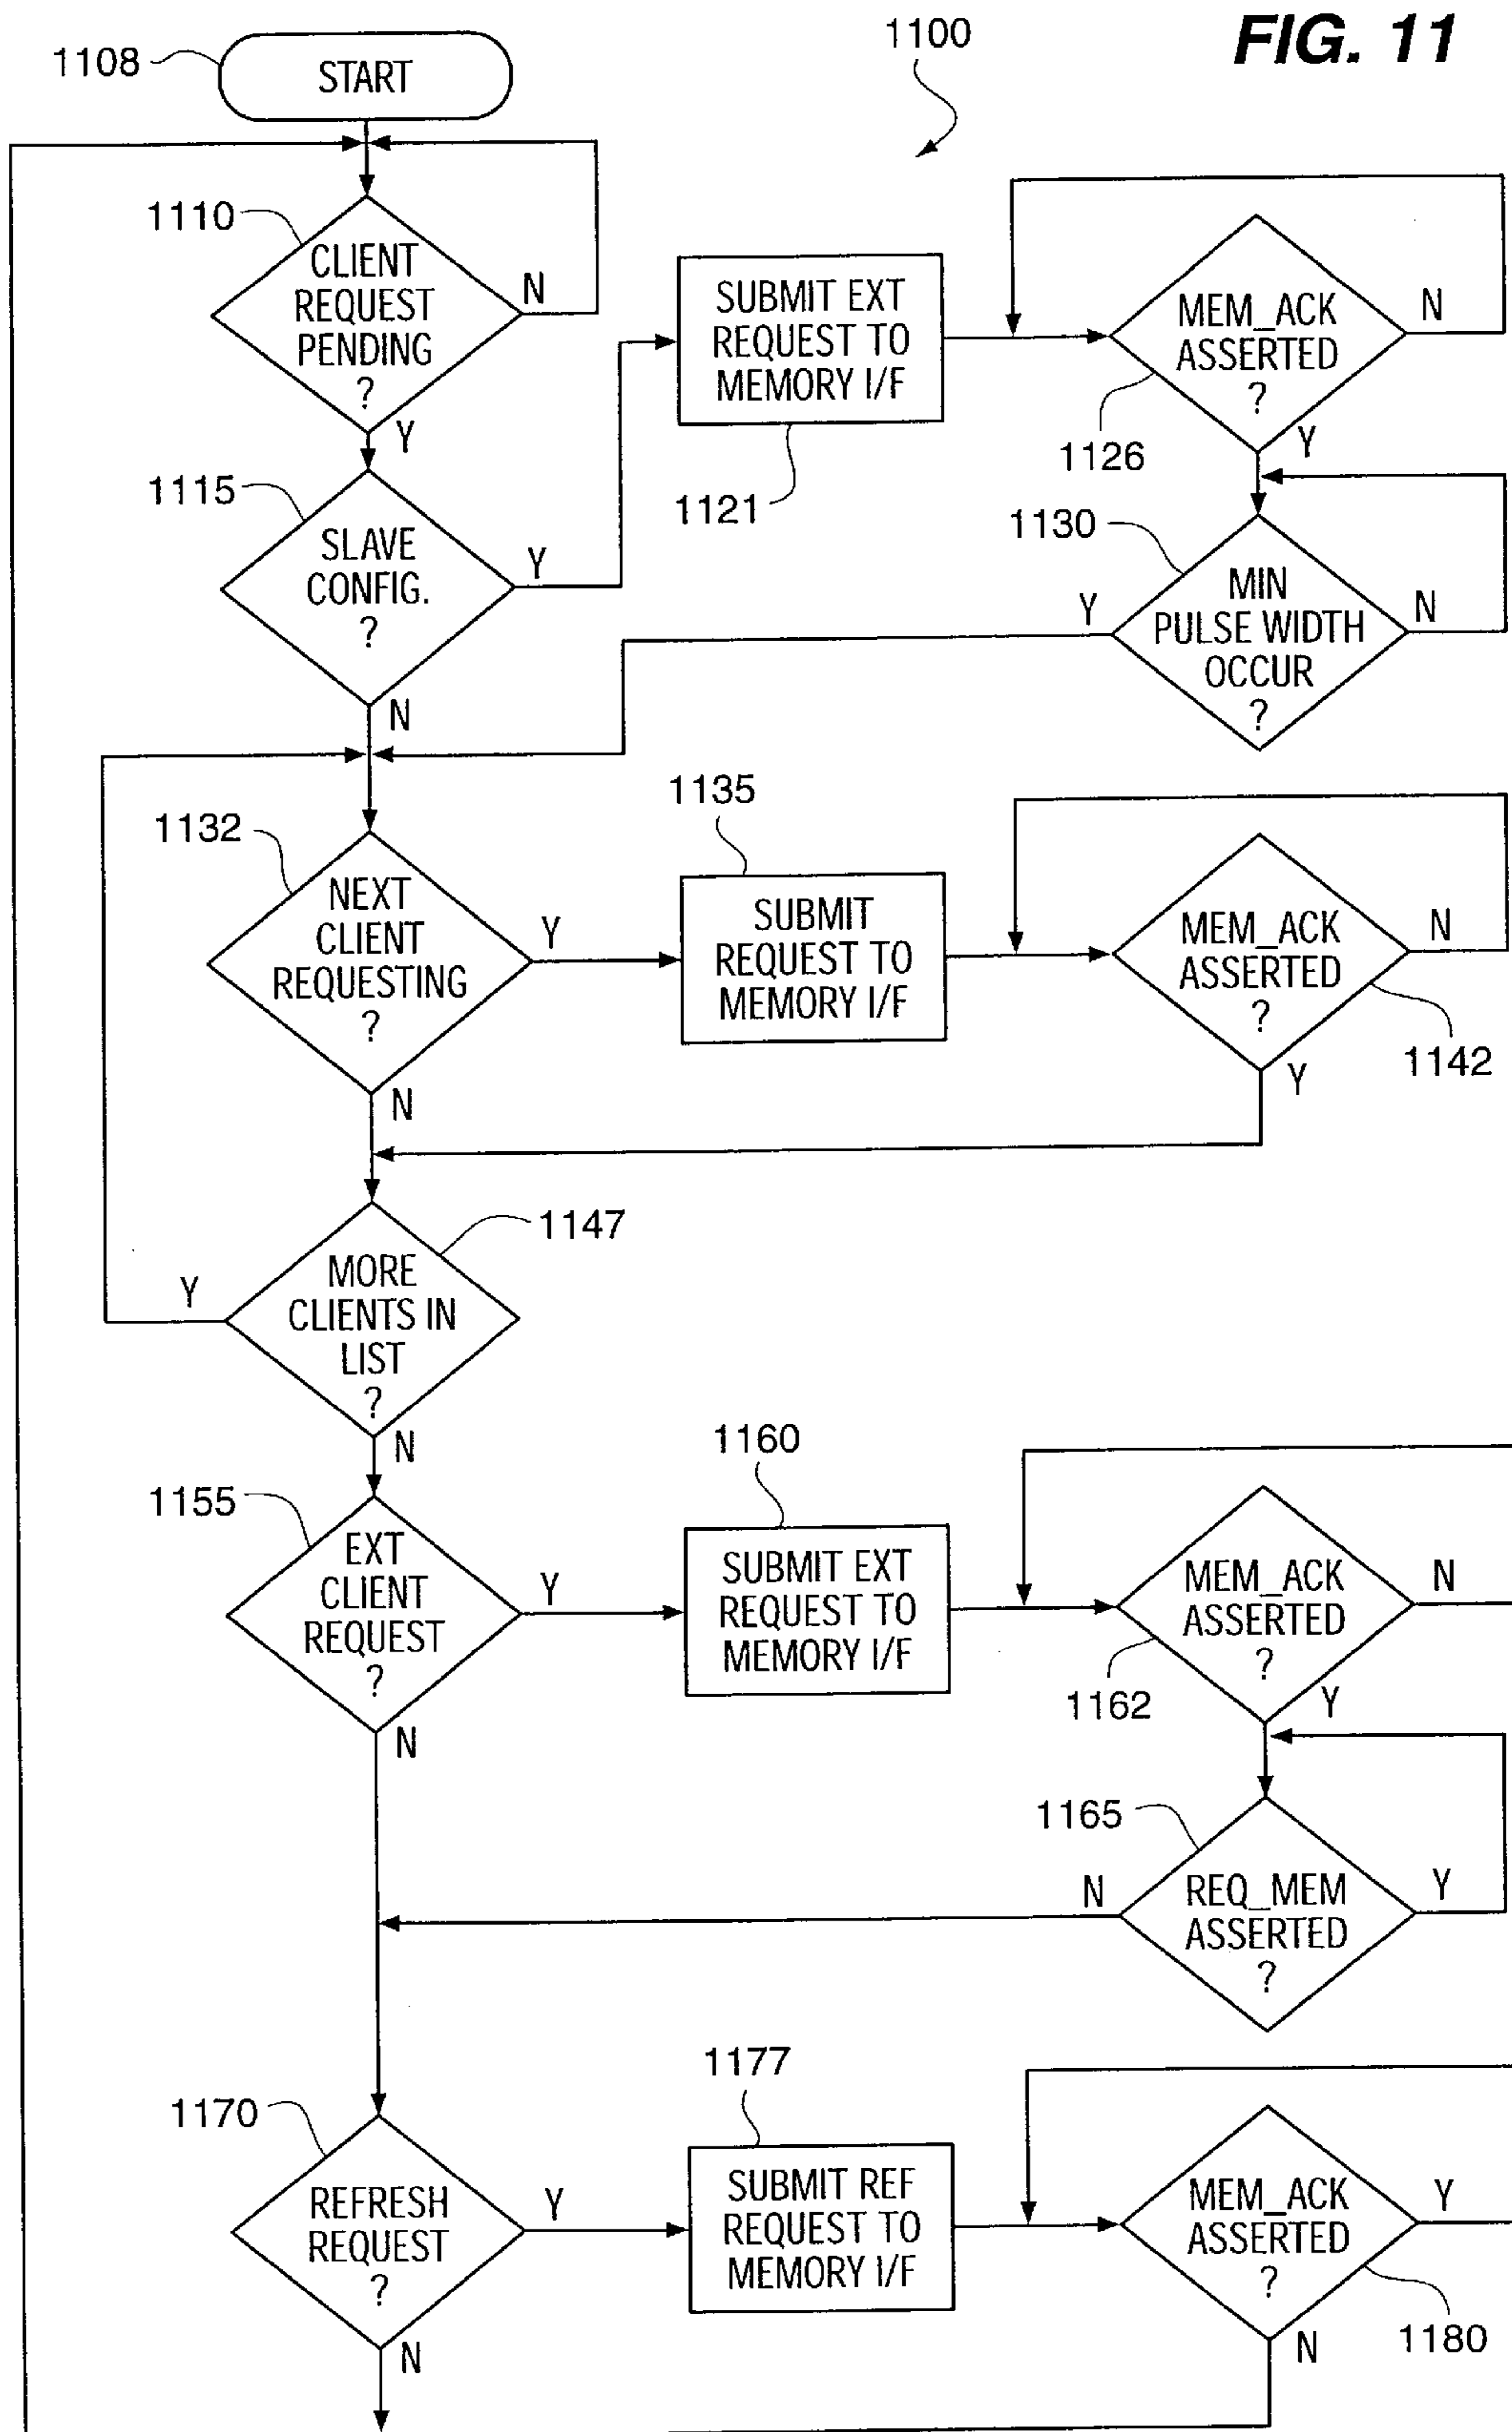 FIG. 11
1100
1108
START
1110
CLIENT
REQUEST
PENDING
?
N
Y
1115
SLAVE
CONFIG.
?
Y
N
SUBMIT EXT
REQUEST TO
MEMORY I/F
1121
MEM_ACK
ASSERTED
?
N
Y
1126
1130
MIN
PULSE WIDTH
OCCUR
?
Y
N
1132
NEXT
CLIENT
REQUESTING
?
Y
N
1135
SUBMIT
REQUEST TO
MEMORY I/F
MEM_ACK
ASSERTED
?
N
Y
1142
1147
MORE
CLIENTS IN
LIST
?
Y
N
1155
EXT
CLIENT
REQUEST
?
Y
N
1160
SUBMIT EXT
REQUEST TO
MEMORY I/F
MEM_ACK
ASSERTED
?
N
Y
1162
1165
REQ_MEM
ASSERTED
?
N
Y
1170
REFRESH
REQUEST
?
Y
N
1177
SUBMIT REF
REQUEST TO
MEMORY I/F
MEM_ACK
ASSERTED
?
Y
N
1180